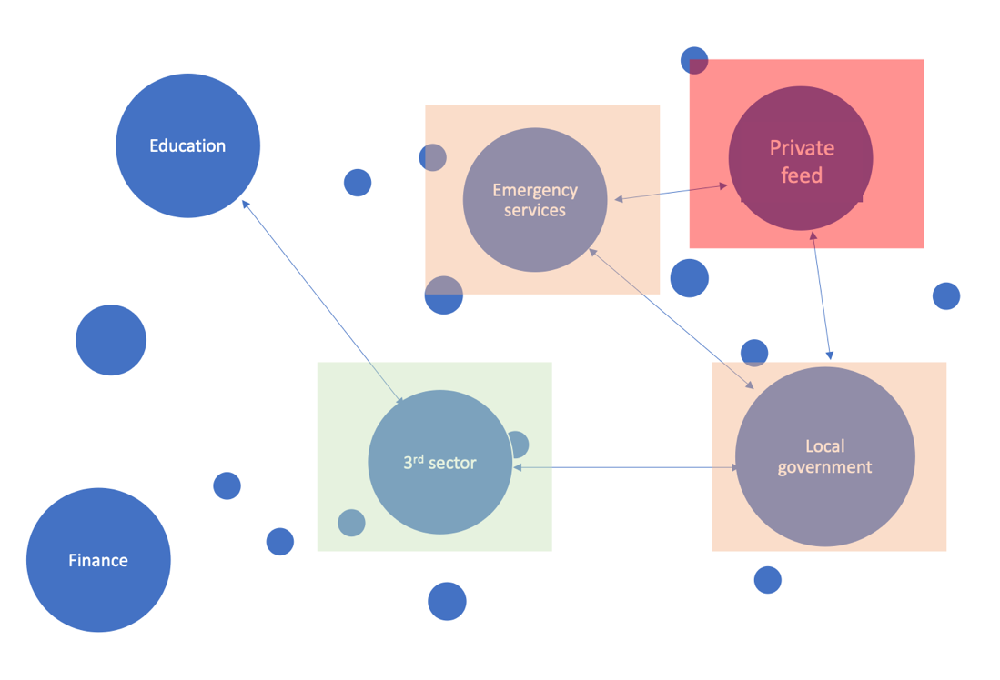 Education
Emergency
services
Private
feed
3rd sector
Local
government
Finance